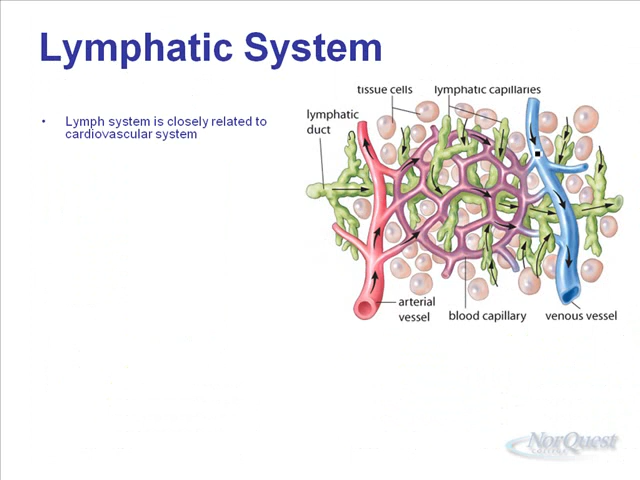 Lymphatic System
tissue cells
lymphatic capillaries
lymphatic
duct
• Lymph system is closely related to
cardiovascular system
arterial
vessel
blood capillary
venous vessel
NorQuest
COLLEGE